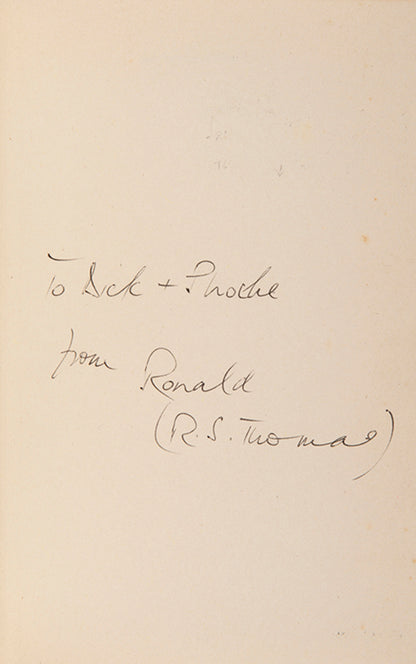 To Dick + Phoebe
from Ronald
(R.S. Thomas)